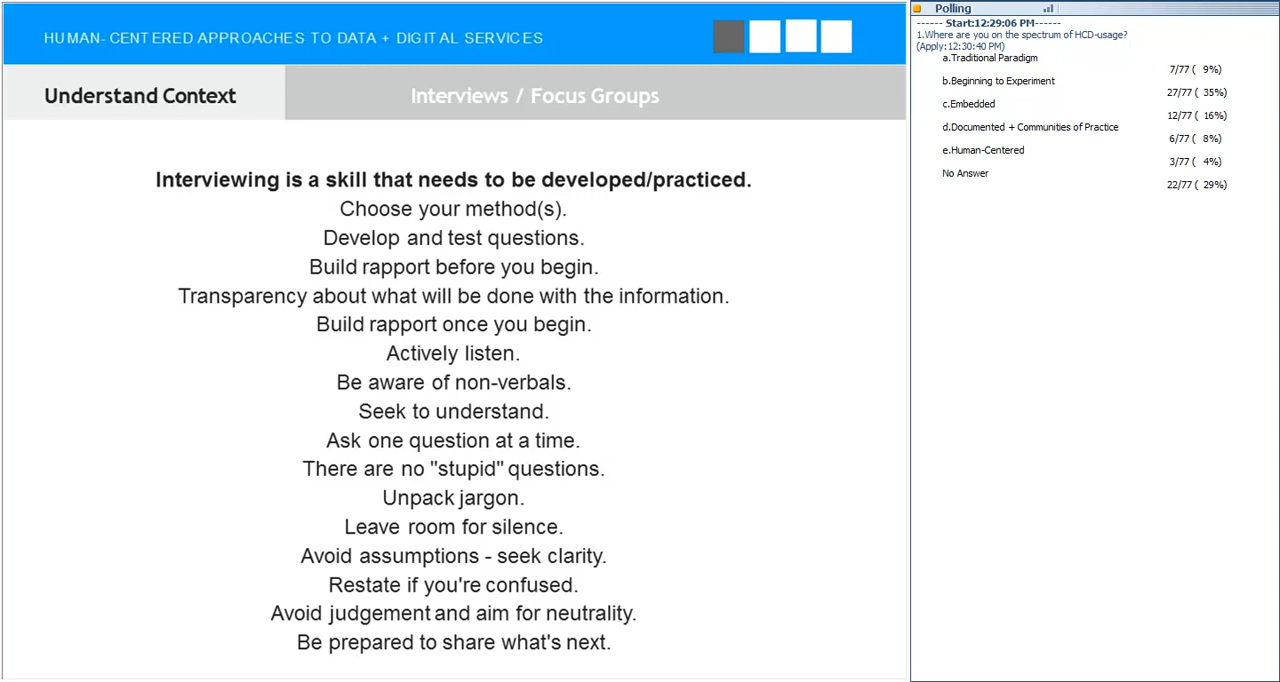 HUMAN- CENTERED APPROACHES TO DATA + DIGITAL SERVICES
Understand Context
Interviews / Focus Groups
Interviewing is a skill that needs to be developed/practiced.
Choose your method(s).
Develop and test questions.
Build rapport before you begin.
Transparency about what will be done with the information.
Build rapport once you begin.
Actively listen.
Be aware of non-verbals.
Seek to understand.
Ask one question at a time.
There are no "stupid" questions.
Unpack jargon.
Leave room for silence.
Avoid assumptions - seek clarity.
Restate if you're confused.
Avoid judgement and aim for neutrality.
Be prepared to share what's next.
Polling
------ Start:12:29:06 PM------
1.Where are you on the spectrum of HCD-usage?
(Apply:12:30:40 PM)
a.Traditional Paradigm
7/77 ( 9%)
b.Beginning to Experiment
27/77 ( 35%)
c.Embedded
12/77 ( 16%)
d.Documented + Communities of Practice
6/77 ( 8%)
e.Human-Centered
3/77 ( 4%)
No Answer
22/77 ( 29%)